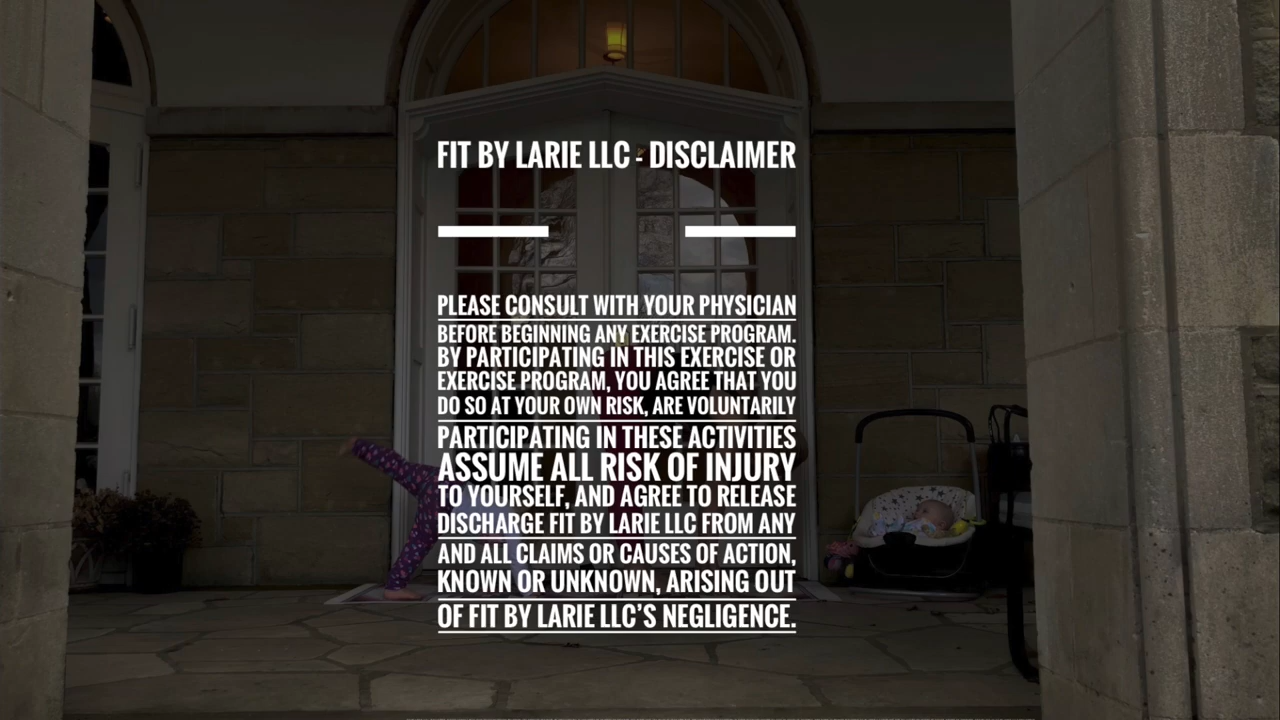 FIT BY LARIE LLC - DISCLAIMER
PLEASE CONSULT WITH YOUR PHYSICIAN
BEFORE BEGINNING ANY EXERCISE PROGRAM.
BY PARTICIPATING IN THIS EXERCISE OR
EXERCISE PROGRAM, YOU AGREE THAT YOU
DO SO AT YOUR OWN RISK, ARE VOLUNTARILY
PARTICIPATING IN THESE ACTIVITIES
ASSUME ALL RISK OF INJURY
TO YOURSELF, AND AGREE TO RELEASE
DISCHARGE FIT BY LARIE LLC FROM ANY
AND ALL CLAIMS OR CAUSES OF ACTION,
KNOWN OR UNKNOWN, ARISING OUT
OF FIT BY LARIE LLC’S NEGLIGENCE.